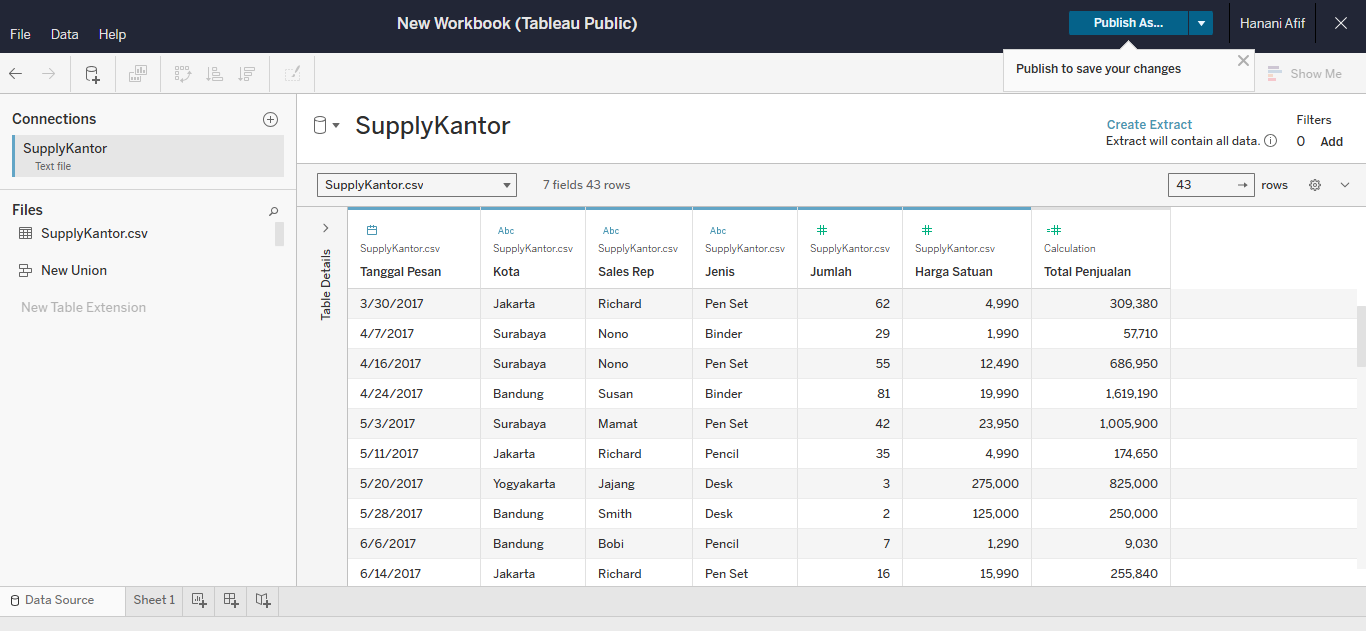 New Workbook (Tableau Public)
Publish As...
Hanani Afif
File Data Help
Publish to save your changes
Show Me
Connections
SupplyKantor
Text file
Files
SupplyKantor.csv
New Union
New Table Extension
SupplyKantor
Create Extract
Extract will contain all data.
Filters
0 Add
SupplyKantor.csv 7 fields 43 rows
43 rows
Table Details
Abc Abc Abc
SupplyKantor.csv SupplyKantor.csv SupplyKantor.csv SupplyKantor.csv SupplyKantor.csv SupplyKantor.csv Calculation
Tanggal Pesan Kota Sales Rep Jenis Jumlah Harga Satuan Total Penjualan
3/30/2017 Jakarta Richard Pen Set 62 4,990 309,380
4/7/2017 Surabaya Nono Binder 29 1,990 57,710
4/16/2017 Surabaya Nono Pen Set 55 12,490 686,950
4/24/2017 Bandung Susan Binder 81 19,990 1,619,190
5/3/2017 Surabaya Mamat Pen Set 42 23,950 1,005,900
5/11/2017 Jakarta Richard Pencil 35 4,990 174,650
5/20/2017 Yogyakarta Jajang Desk 3 275,000 825,000
5/28/2017 Bandung Smith Desk 2 125,000 250,000
6/6/2017 Bandung Bobi Pencil 7 1,290 9,030
6/14/2017 Jakarta Richard Pen Set 16 15,990 255,840
Data Source Sheet 1